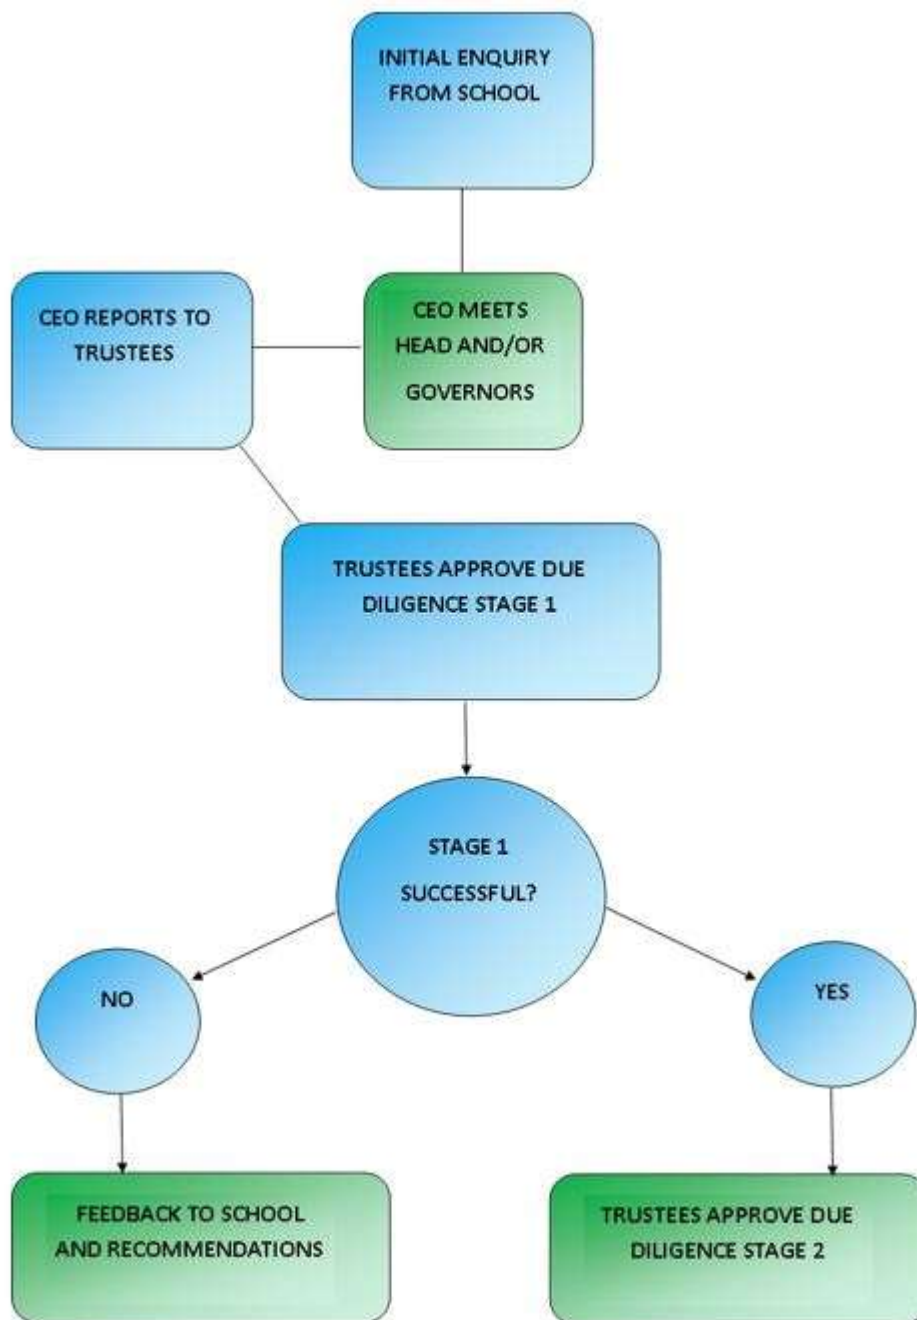 INITIAL ENQUIRY
FROM SCHOOL
CEO REPORTS TO
TRUSTEES
CEO MEETS
HEAD AND/OR
GOVERNORS
TRUSTEES APPROVE DUE
DILIGENCE STAGE 1
STAGE 1
SUCCESSFUL?
NO
YES
FEEDBACK TO SCHOOL
AND RECOMMENDATIONS
TRUSTEES APPROVE DUE
DILIGENCE STAGE 2